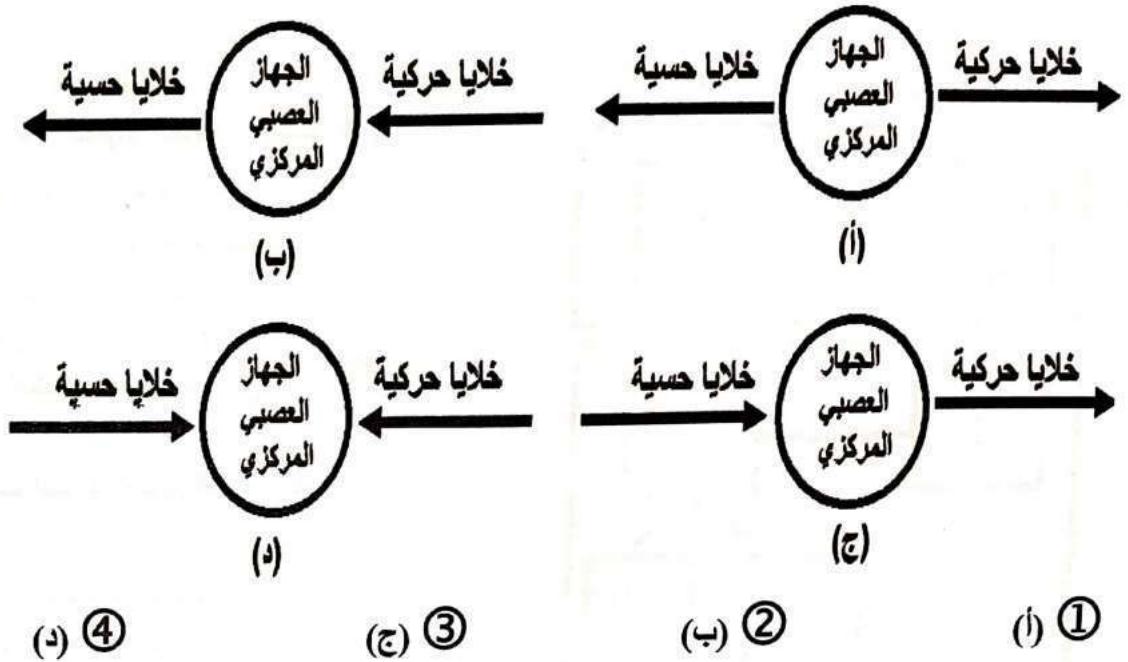 خلايا حركية
الجهاز
العصبي
المركزي
خلايا حسية
(أ)
خلايا حركية
الجهاز
العصبي
المركزي
خلايا حسية
(ب)
خلايا حركية
الجهاز
العصبي
المركزي
خلايا حسية
(ج)
خلايا حركية
الجهاز
العصبي
المركزي
خلايا حسية
(د)
① (أ) ② (ب) ③ (ج) ④ (د)